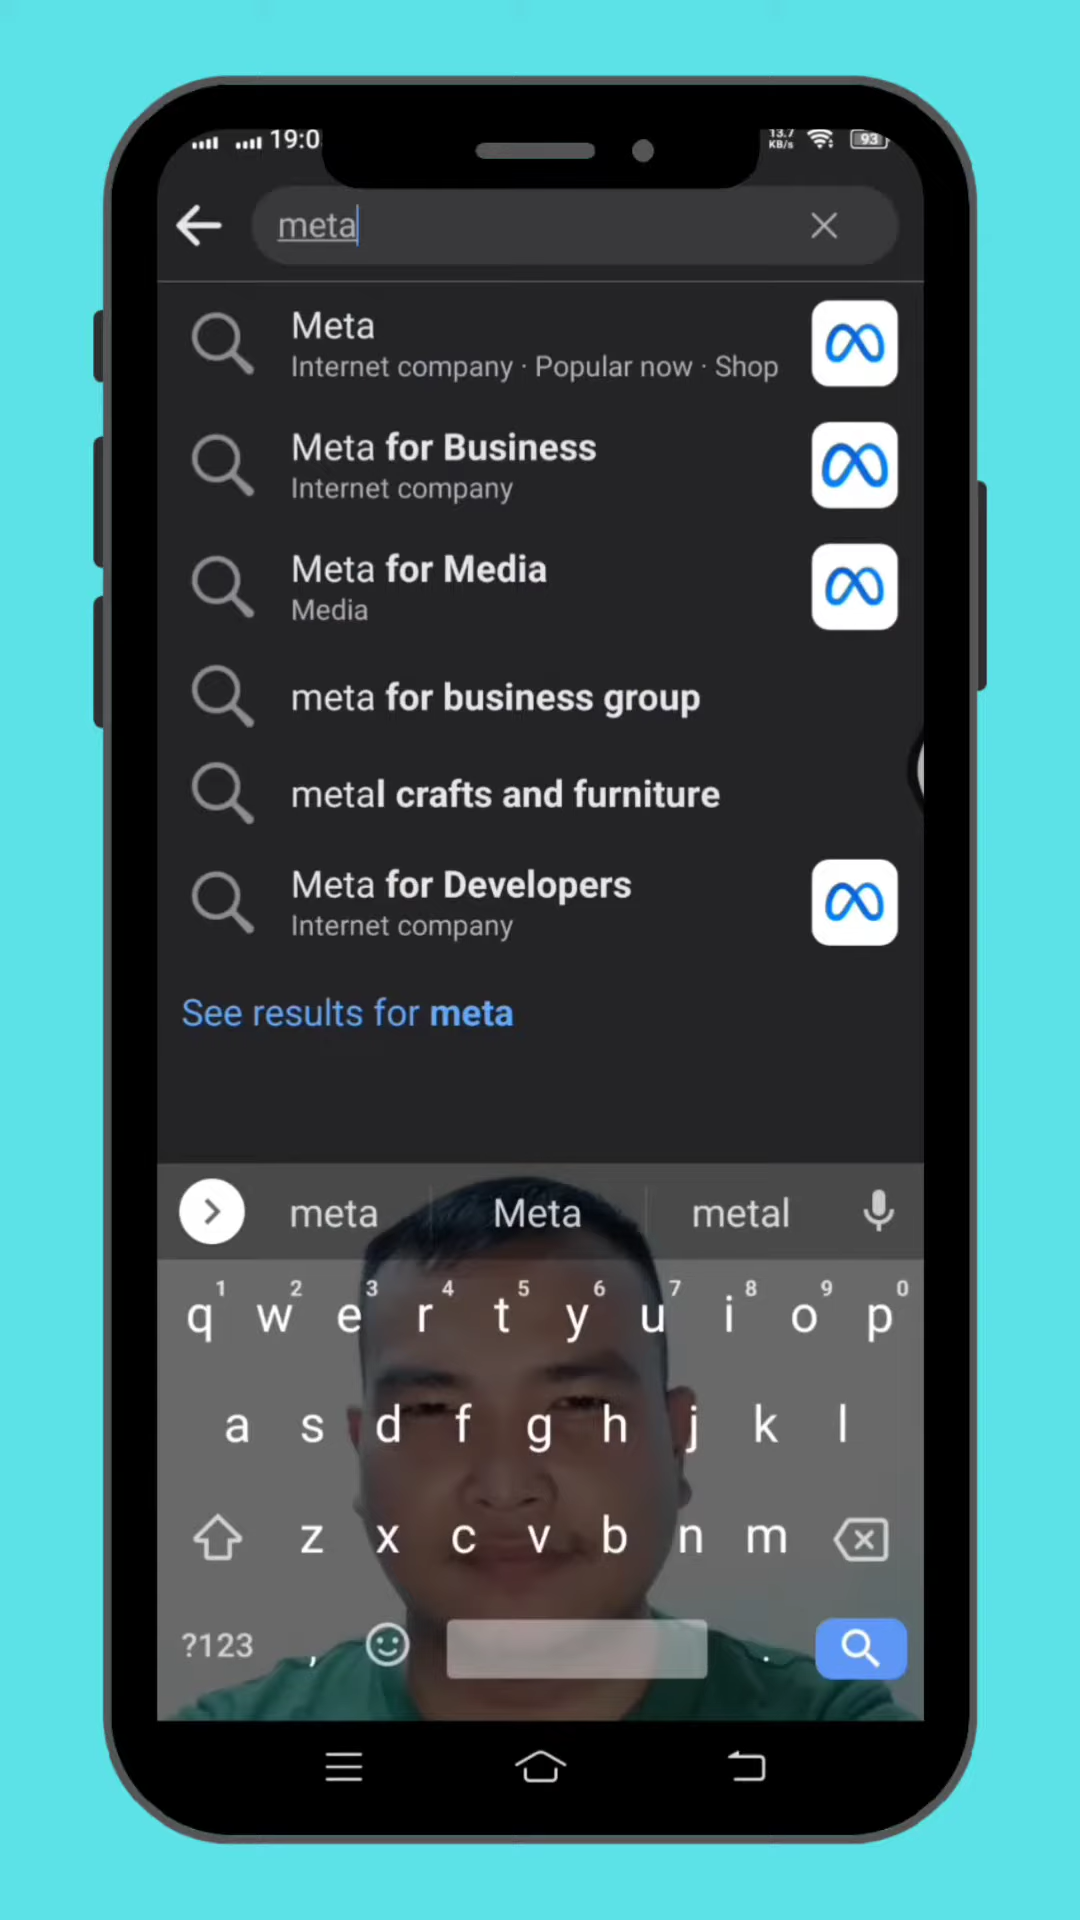 19:0
13.7
KB/s
93
meta
Meta
Internet company · Popular now · Shop
Meta for Business
Internet company
Meta for Media
Media
meta for business group
metal crafts and furniture
Meta for Developers
Internet company
See results for meta
meta Meta metal
1 2 3 4 5 6 7 8 9 0
q w e r t y u i o p
a s d f g h j k l
z x c v b n m
?123 , .